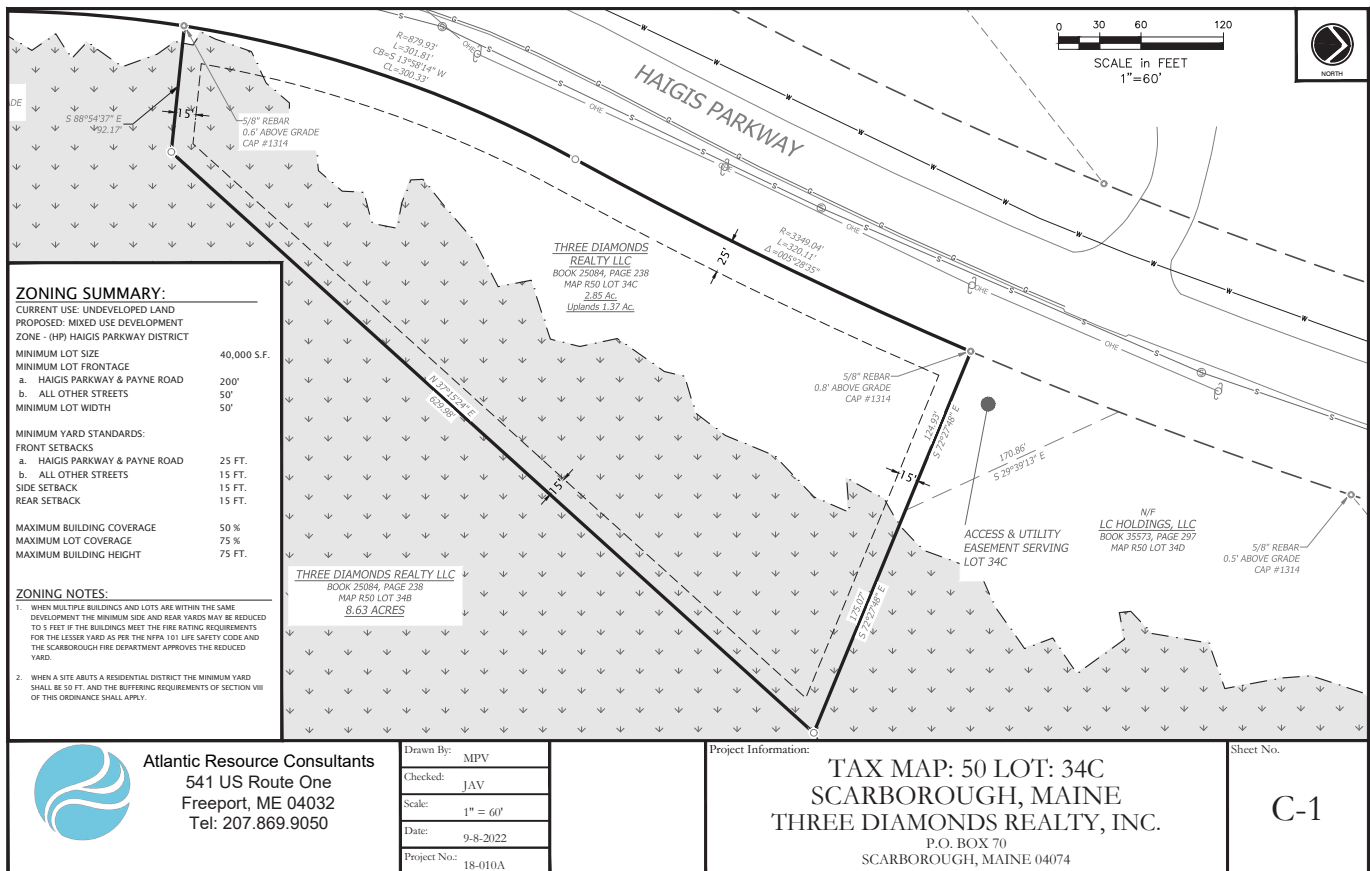 R=879.93'
L=301.81'
CB=S 13°58'14" W
CL=300.33'
OHE
S
G
W
HAIGIS PARKWAY
0 30 60 120
SCALE in FEET
1"=60'
NORTH
DE
S 88°54'37" E
92.17'
15'
5/8" REBAR
0.6' ABOVE GRADE
CAP #1314
THREE DIAMONDS
REALTY LLC
BOOK 25084, PAGE 238
MAP R50 LOT 34C
2.85 Ac.
Uplands 1.37 Ac.
25'
R=3349.04'
L=320.11'
Δ=005°28'35"
OHE
OHE
OHE
OHE
ZONING SUMMARY:
CURRENT USE: UNDEVELOPED LAND
PROPOSED: MIXED USE DEVELOPMENT
ZONE - (HP) HAIGIS PARKWAY DISTRICT
MINIMUM LOT SIZE 40,000 S.F.
MINIMUM LOT FRONTAGE
a. HAIGIS PARKWAY & PAYNE ROAD 200'
b. ALL OTHER STREETS 50'
MINIMUM LOT WIDTH 50'
MINIMUM YARD STANDARDS:
FRONT SETBACKS
a. HAIGIS PARKWAY & PAYNE ROAD 25 FT.
b. ALL OTHER STREETS 15 FT.
SIDE SETBACK 15 FT.
REAR SETBACK 15 FT.
MAXIMUM BUILDING COVERAGE 50 %
MAXIMUM LOT COVERAGE 75 %
MAXIMUM BUILDING HEIGHT 75 FT.
ZONING NOTES:
1. WHEN MULTIPLE BUILDINGS AND LOTS ARE WITHIN THE SAME
DEVELOPMENT THE MINIMUM SIDE AND REAR YARDS MAY BE REDUCED
TO 5 FEET IF THE BUILDINGS MEET THE FIRE RATING REQUIREMENTS
FOR THE LESSER YARD AS PER THE NFPA 101 LIFE SAFETY CODE AND
THE SCARBOROUGH FIRE DEPARTMENT APPROVES THE REDUCED
YARD.
2. WHEN A SITE ABUTS A RESIDENTIAL DISTRICT THE MINIMUM YARD
SHALL BE 50 FT. AND THE BUFFERING REQUIREMENTS OF SECTION VIII
OF THIS ORDINANCE SHALL APPLY.
N 37°15'24" E
629.98'
15'
5/8" REBAR
0.8' ABOVE GRADE
CAP #1314
124.93'
S 72°27'48" E
15'
170.86'
S 29°39'13" E
ACCESS & UTILITY
EASEMENT SERVING
LOT 34C
N/F
LC HOLDINGS, LLC
BOOK 35573, PAGE 297
MAP R50 LOT 34D
5/8" REBAR
0.5' ABOVE GRADE
CAP #1314
THREE DIAMONDS REALTY LLC
BOOK 25084, PAGE 238
MAP R50 LOT 34B
8.63 ACRES
175.07'
S 72°27'48" E
Atlantic Resource Consultants
541 US Route One
Freeport, ME 04032
Tel: 207.869.9050
Drawn By: MPV
Checked: JAV
Scale: 1" = 60'
Date: 9-8-2022
Project No.: 18-010A
Project Information:
TAX MAP: 50 LOT: 34C
SCARBOROUGH, MAINE
THREE DIAMONDS REALTY, INC.
P.O. BOX 70
SCARBOROUGH, MAINE 04074
Sheet No.
C-1